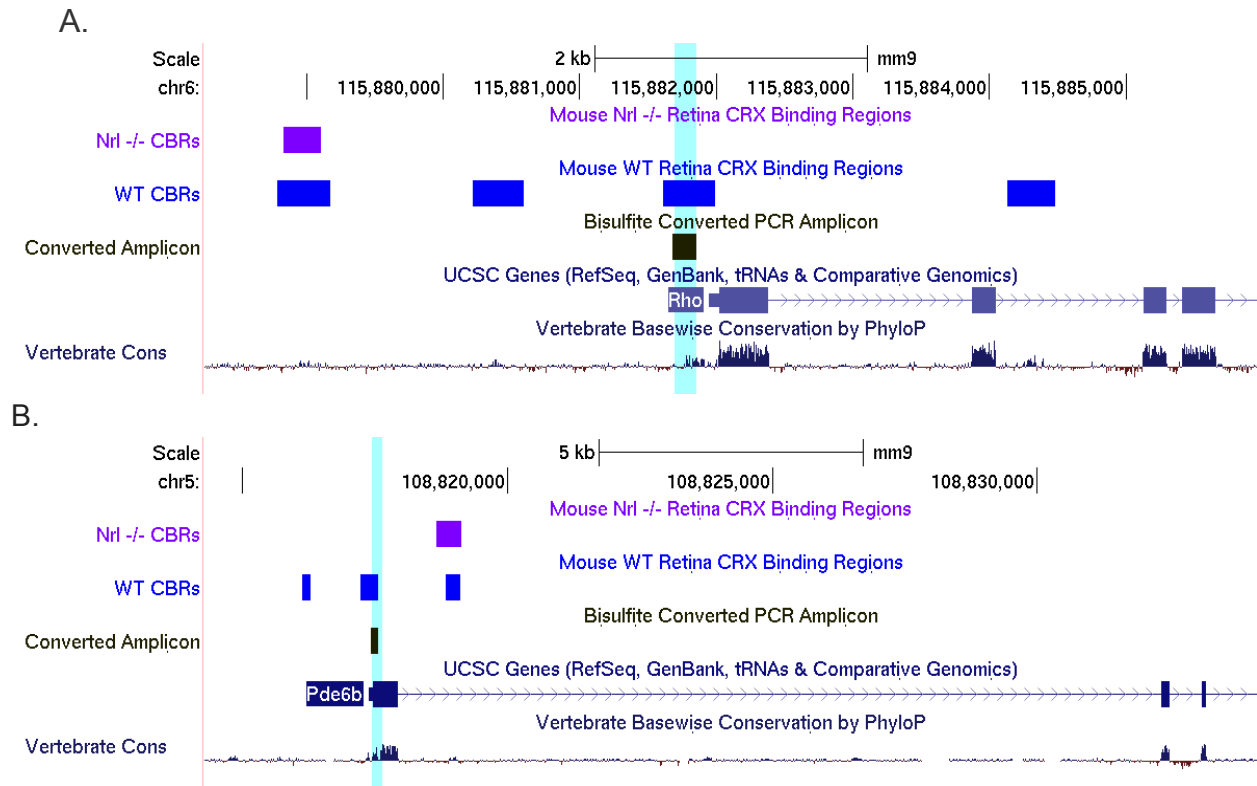 A.
Scale 2 kb mm9
chr6: 115,880,000 115,881,000 115,882,000 115,883,000 115,884,000 115,885,000
Mouse Nrl -/- Retina CRX Binding Regions
Nrl -/- CBRs
Mouse WT Retina CRX Binding Regions
WT CBRs
Bisulfite Converted PCR Amplicon
Converted Amplicon
UCSC Genes (RefSeq, GenBank, tRNAs & Comparative Genomics)
Rho
Vertebrate Basewise Conservation by PhyloP
Vertebrate Cons
B.
Scale 5 kb mm9
chr5: 108,820,000 108,825,000 108,830,000
Mouse Nrl -/- Retina CRX Binding Regions
Nrl -/- CBRs
Mouse WT Retina CRX Binding Regions
WT CBRs
Bisulfite Converted PCR Amplicon
Converted Amplicon
UCSC Genes (RefSeq, GenBank, tRNAs & Comparative Genomics)
Pde6b
Vertebrate Basewise Conservation by PhyloP
Vertebrate Cons